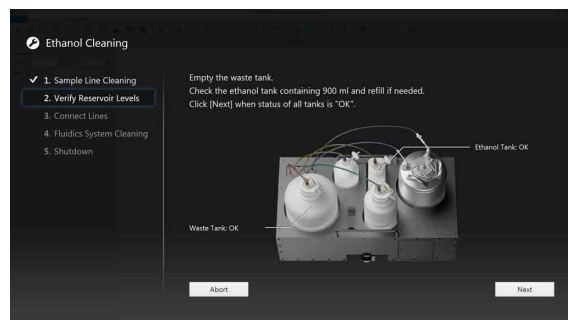 Ethanol Cleaning
1. Sample Line Cleaning
2. Verify Reservoir Levels
3. Connect Lines
4. Fluidics System Cleaning
5. Shutdown
Empty the waste tank.
Check the ethanol tank containing 900 ml and refill if needed.
Click [Next] when status of all tanks is "OK".
Ethanol Tank: OK
Waste Tank: OK
Abort
Next